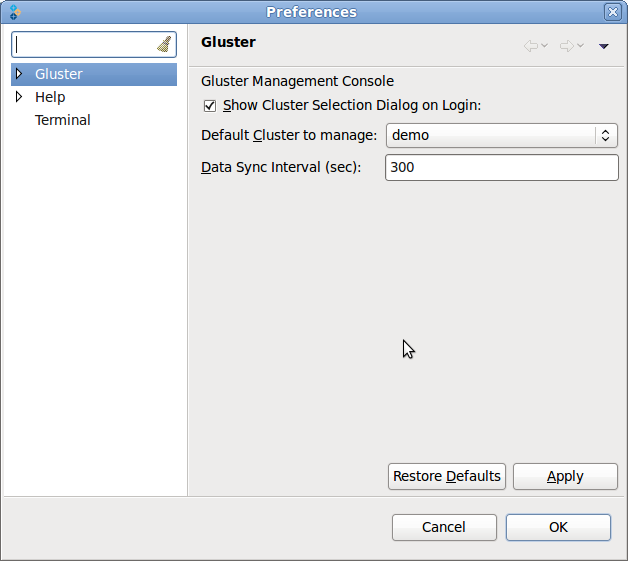 Preferences
Gluster
Help
Terminal
Gluster
Gluster Management Console
Show Cluster Selection Dialog on Login:
Default Cluster to manage: demo
Data Sync Interval (sec): 300
Restore Defaults Apply
Cancel OK